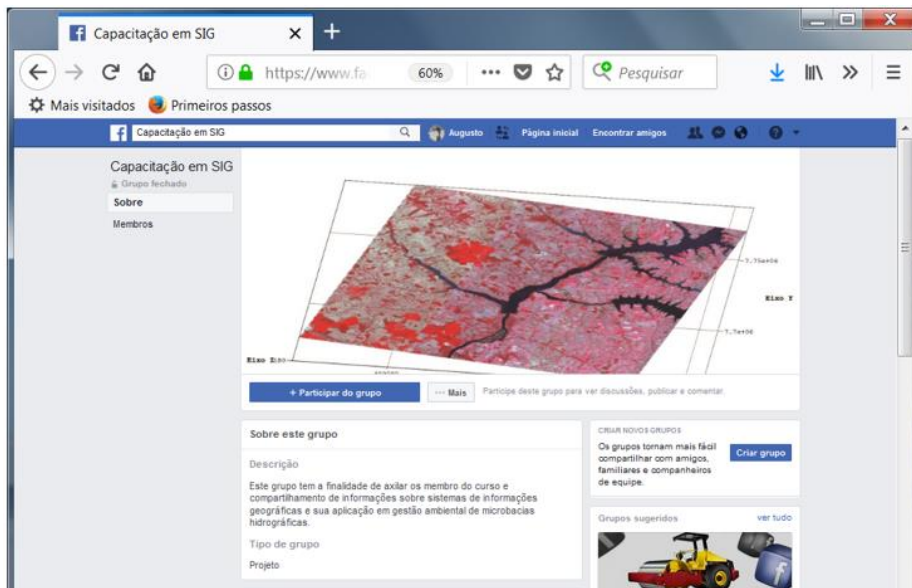 Capacitação em SIG
https://www.fa
60%
Pesquisar
Mais visitados
Primeiros passos
Capacitação em SIG
Augusto
Página inicial
Encontrar amigos
Capacitação em SIG
Grupo fechado
Sobre
Membros
7.75e+06
Eixo Y
7.7e+06
Eixo
+ Participar do grupo
Mais
Participe deste grupo para ver discussões, publicar e comentar.
Sobre este grupo
Descrição
Este grupo tem a finalidade de axilar os membro do curso e
compartilhamento de informações sobre sistemas de informações
geográficas e sua aplicação em gestão ambiental de microbacias
hidrográficas.
Tipo de grupo
Projeto
CRIAR NOVOS GRUPOS
Os grupos tornam mais fácil
compartilhar com amigos,
familiares e companheiros
de equipe.
Criar grupo
Grupos sugeridos
ver tudo